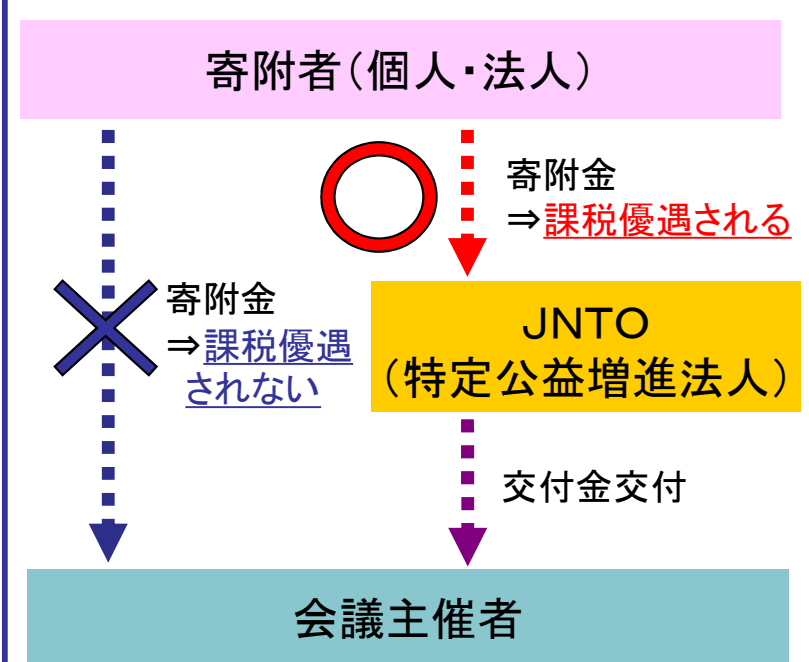 寄附者(個人・法人)
寄附金
⇒課税優遇される
寄附金
⇒課税優遇
されない
JNTO
(特定公益増進法人)
交付金交付
会議主催者